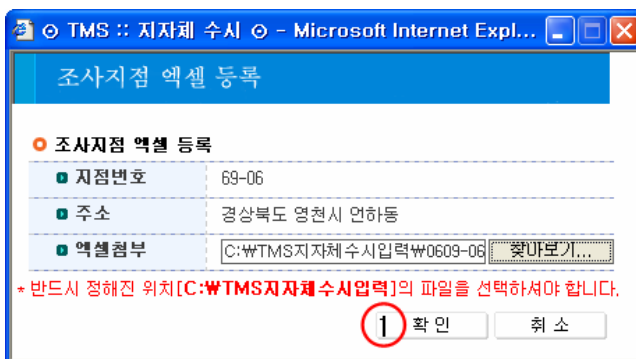 ⊙ TMS :: 지자체 수시 ⊙ - Microsoft Internet Expl...
조사지점 엑셀 등록
조사지점 엑셀 등록
지점번호 69-06
주소 경상북도 영천시 언하동
엑셀첨부 C:₩TMS지자체수시입력₩0609-06 찾아보기...
* 반드시 정해진 위치[C:₩TMS지자체수시입력]의 파일을 선택하셔야 합니다.
1 확인 취소